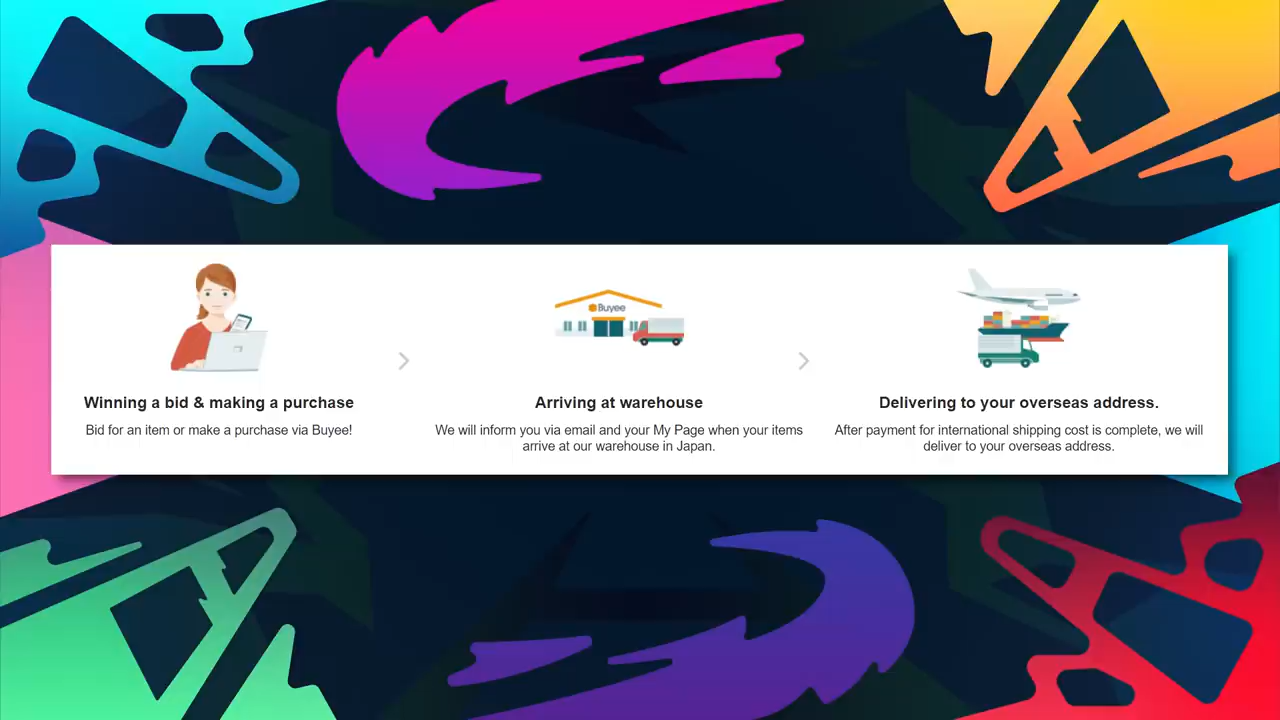 Buyee
Winning a bid & making a purchase
Bid for an item or make a purchase via Buyee!
Arriving at warehouse
We will inform you via email and your My Page when your items
arrive at our warehouse in Japan.
Delivering to your overseas address.
After payment for international shipping cost is complete, we will
deliver to your overseas address.